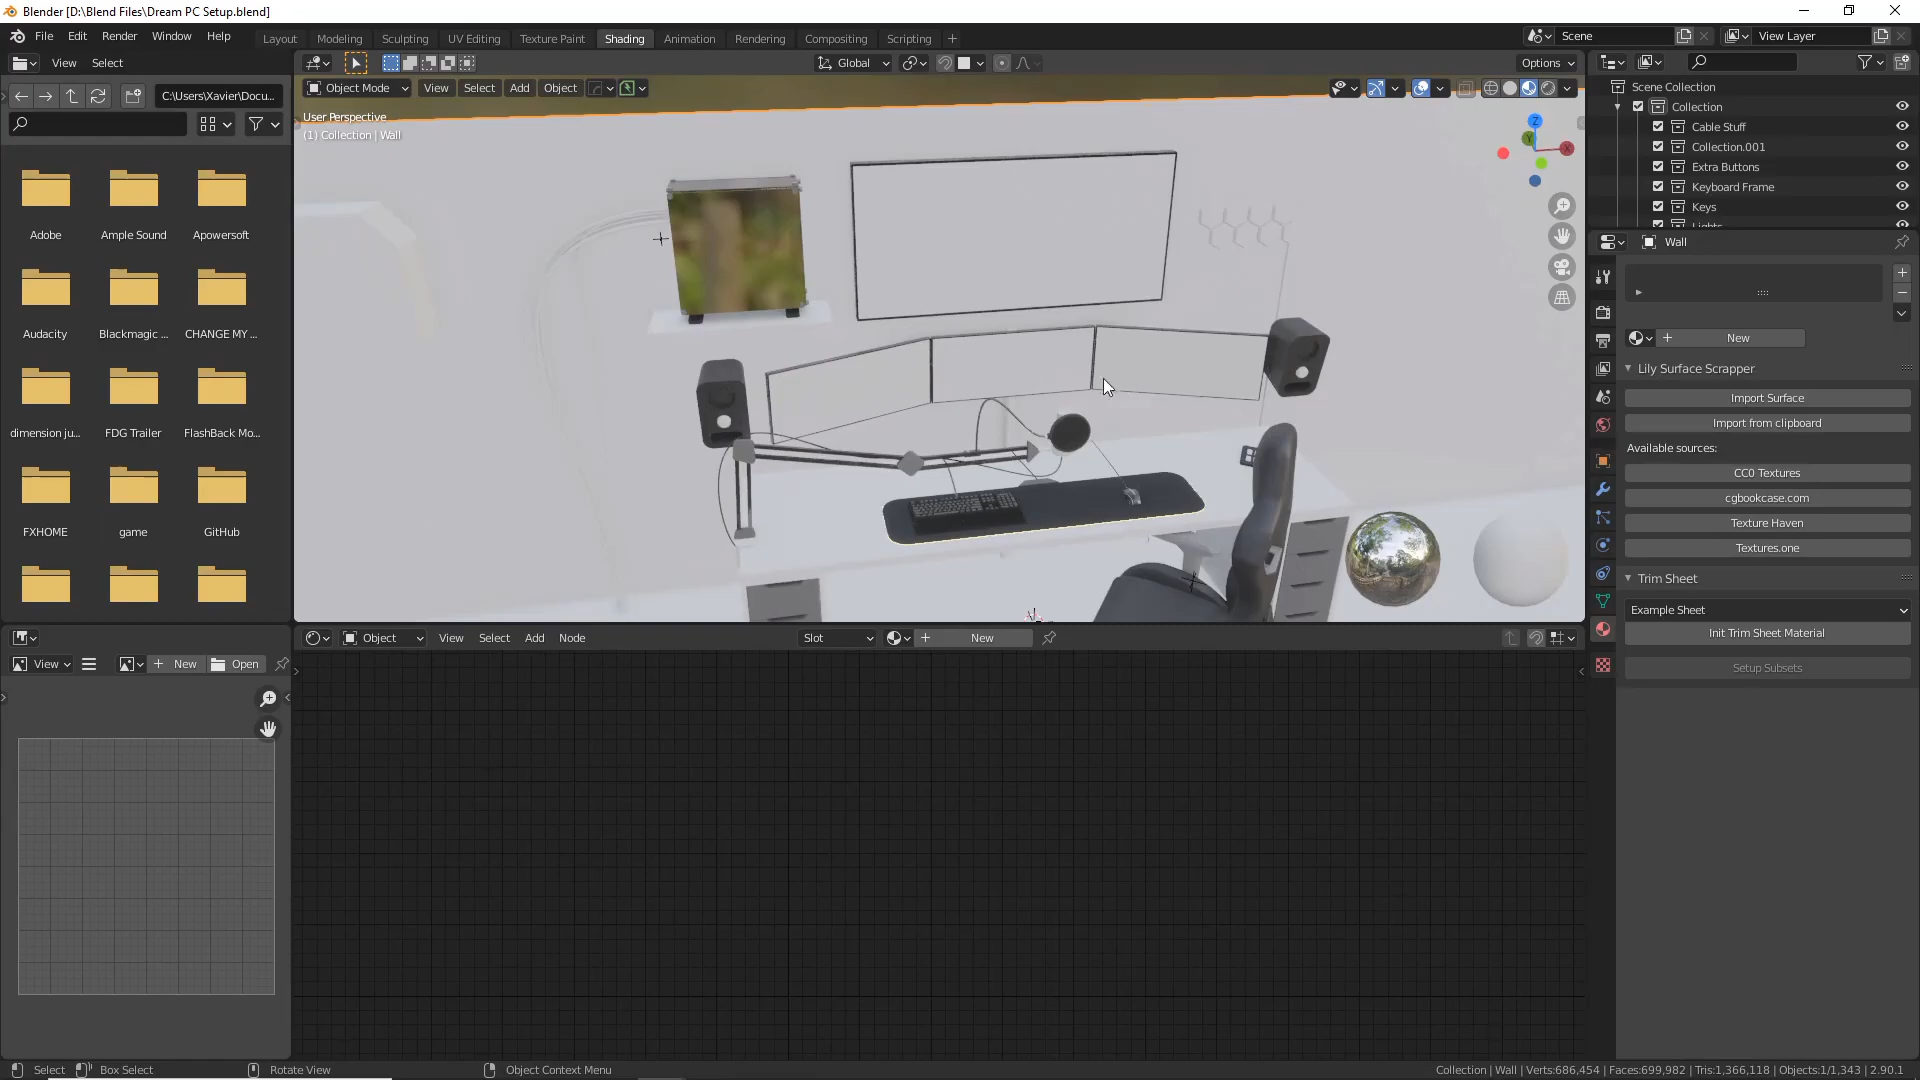 Blender [D:\Blend Files\Dream PC Setup.blend]
File Edit Render Window Help
Layout Modeling Sculpting UV Editing Texture Paint Shading Animation Rendering Compositing Scripting
Scene View Layer
View Select
Global
Options
C:\Users\Xavier\Docu...
Object Mode View Select Add Object
User Perspective
(1) Collection | Wall
Z
Y
X
Scene Collection
Collection
Cable Stuff
Collection.001
Extra Buttons
Keyboard Frame
Keys
Lights
Adobe Ample Sound Apowersoft
Audacity Blackmagic ... CHANGE MY ...
dimension ju... FDG Trailer FlashBack Mo...
FXHOME game GitHub
Wall
New
Lily Surface Scrapper
Import Surface
Import from clipboard
Available sources:
CC0 Textures
cgbookcase.com
Texture Haven
Textures.one
Trim Sheet
Example Sheet
Init Trim Sheet Material
Setup Subsets
Object View Select Add Node Slot New
View New Open
Select Box Select Rotate View Object Context Menu
Collection | Wall | Verts:686,454 | Faces:699,982 | Tris:1,366,118 | Objects:1/1,343 | 2.90.1